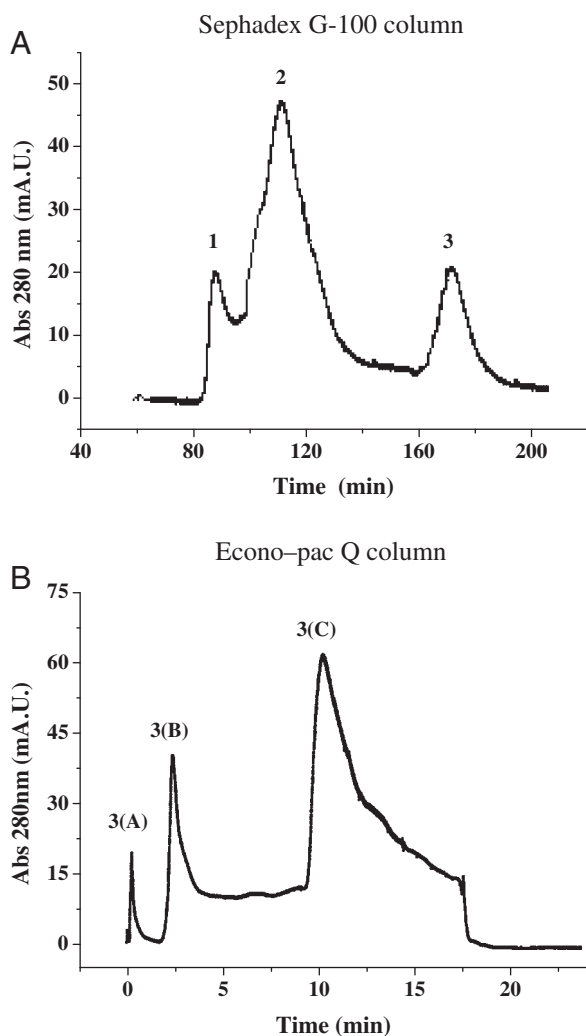 Sephadex G-100 column
A
50
40
30
20
10
0
1
2
3
Abs 280 nm (mA.U.)
40
80
120
160
200
Time (min)
Econo–pac Q column
B
75
60
45
30
15
0
3(A)
3(B)
3(C)
Abs 280nm (mA.U.)
0
5
10
15
20
Time (min)